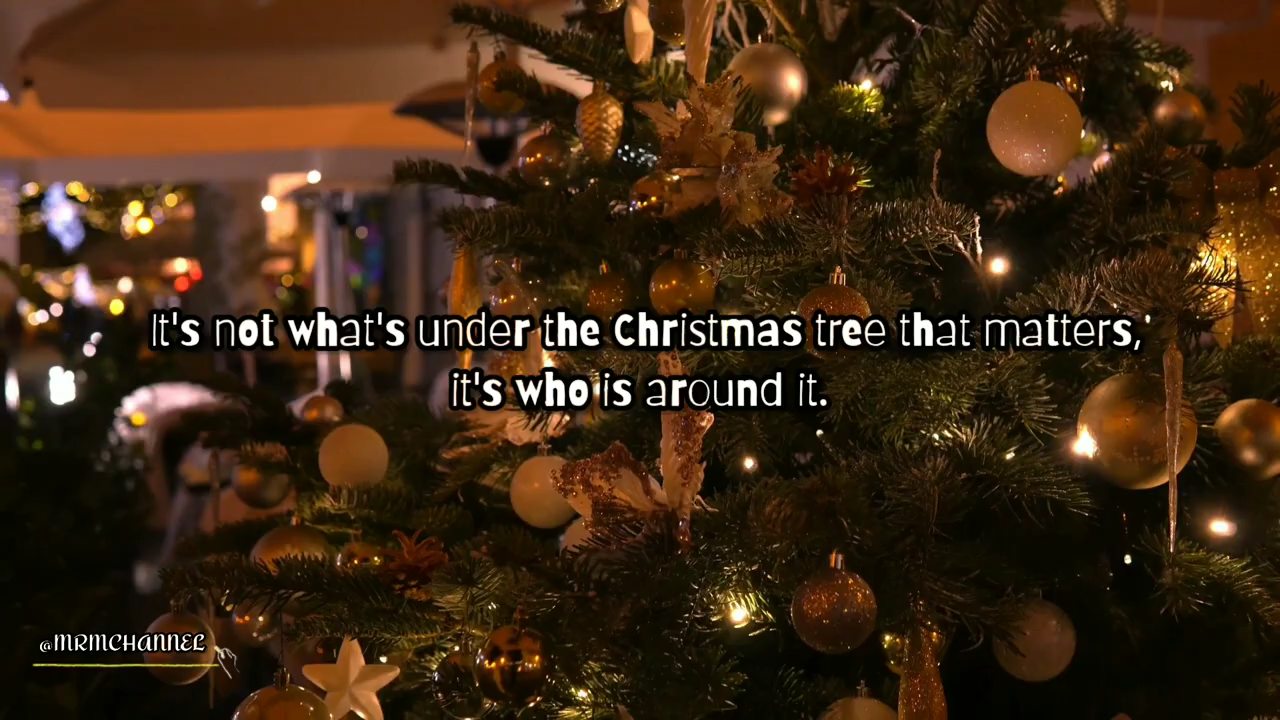 It's not what's under the Christmas tree that matters,
it's who is around it.
@MRMCHANNEL